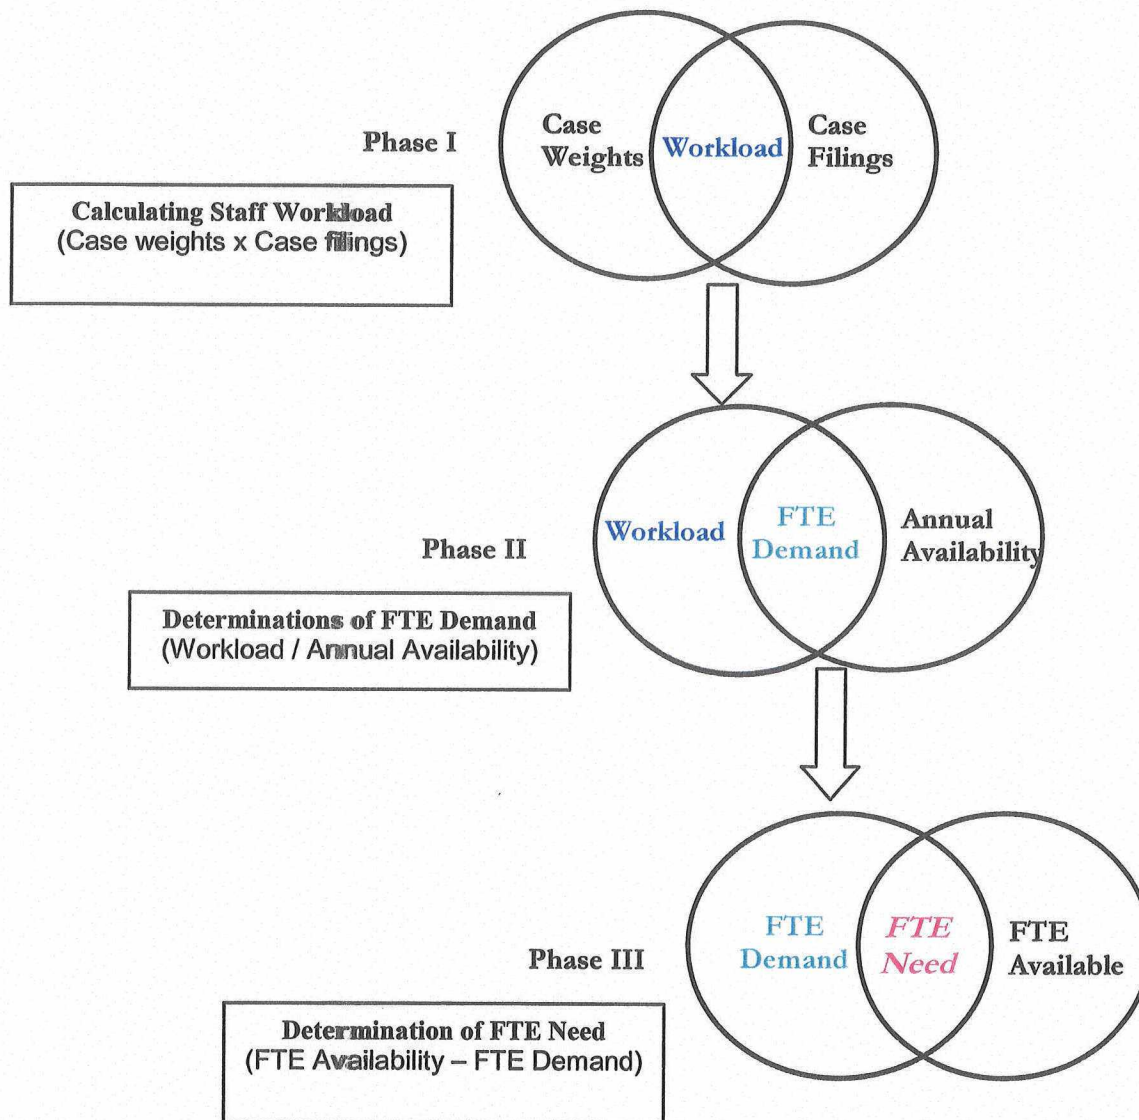 Phase I
Case
Weights
Workload
Case
Filings
Calculating Staff Workload
(Case weights x Case filings)
Phase II
Workload
FTE
Demand
Annual
Availability
Determinations of FTE Demand
(Workload / Annual Availability)
Phase III
FTE
Demand
FTE
Need
FTE
Available
Determination of FTE Need
(FTE Availability – FTE Demand)